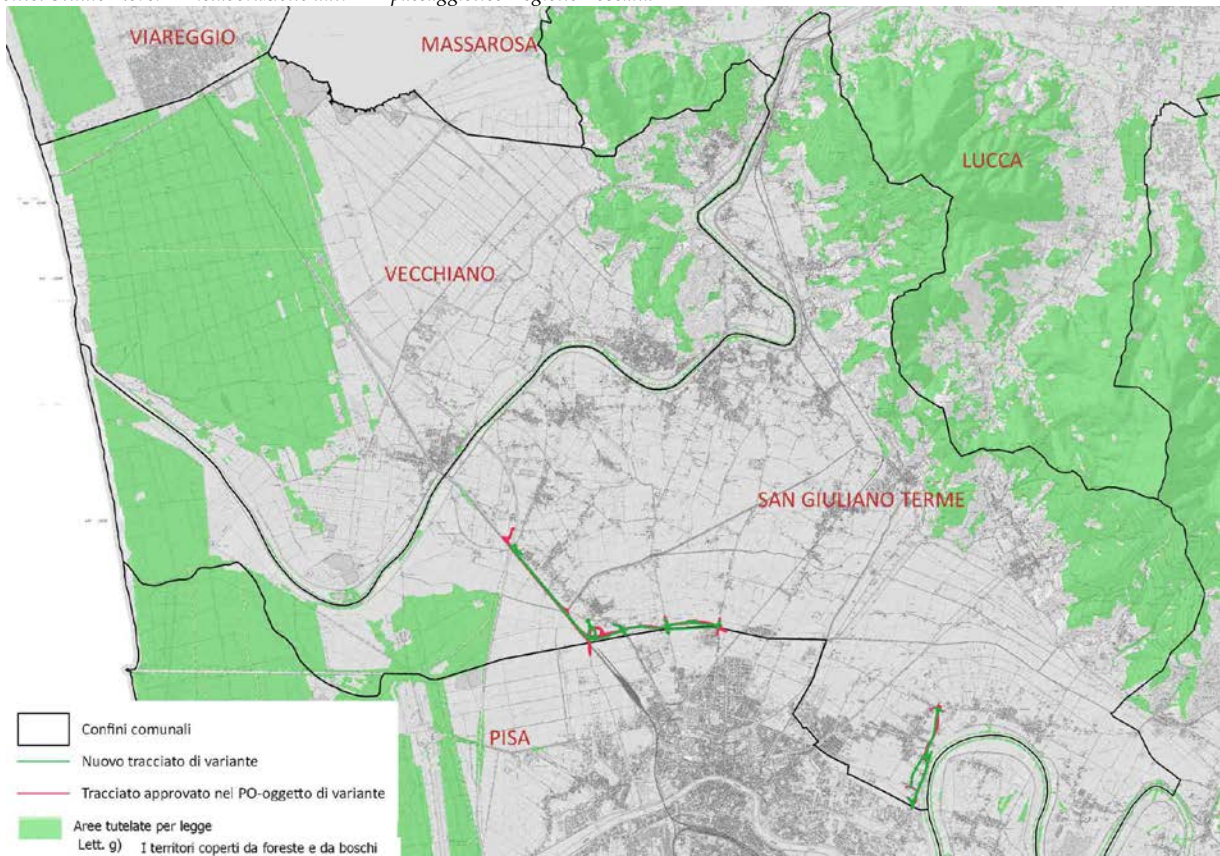 VIAREGGIO
MASSAROSA
LUCCA
VECCHIANO
SAN GIULIANO TERME
PISA
Confini comunali
Nuovo tracciato di variante
Tracciato approvato nel PO-oggetto di variante
Aree tutelate per legge
Lett. g) I territori coperti da foreste e da boschi